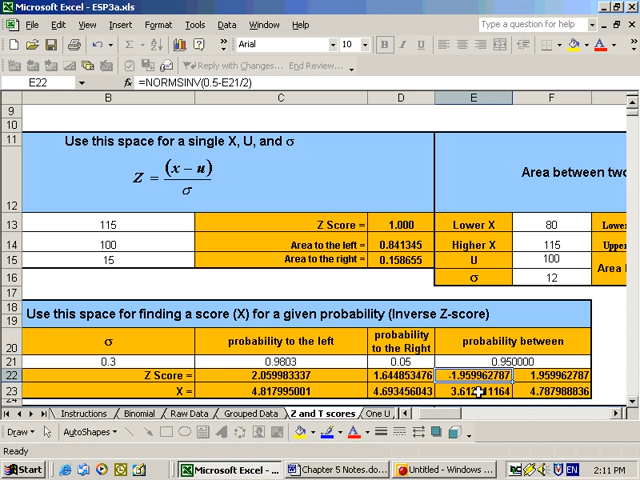 Microsoft Excel - ESP3a.xls
File Edit View Insert Format Tools Data Window Help
Type a question for help
Arial 10 B I U
Reply with Changes... End Review...
E22 fx =NORMSINV(0.5-E21/2)
B C D E F
9
10
11 Use this space for a single X, U, and σ
Z = (x – u) / σ
Area between two
12
13 115 Z Score = 1.000 Lower X 80
14 100 Area to the left= 0.841345 Higher X 115
15 15 Area to the right= 0.158655 U 100 Area
16 σ 12
17
18 Use this space for finding a score (X) for a given probability (Inverse Z-score)
19
20 σ probability to the left probability to the Right probability between
21 0.3 0.9803 0.05 0.950000
22 Z Score = 2.059983337 1.644853476 -1.959962787 1.959962787
23 X = 4.817995001 4.693456043 4.787988836
24
Instructions Binomial Raw Data Grouped Data Z and T scores One U
Draw AutoShapes
Ready
Start Microsoft Excel - ESP... Chapter 5 Notes.do... Untitled - Windows ... EN 2:11 PM